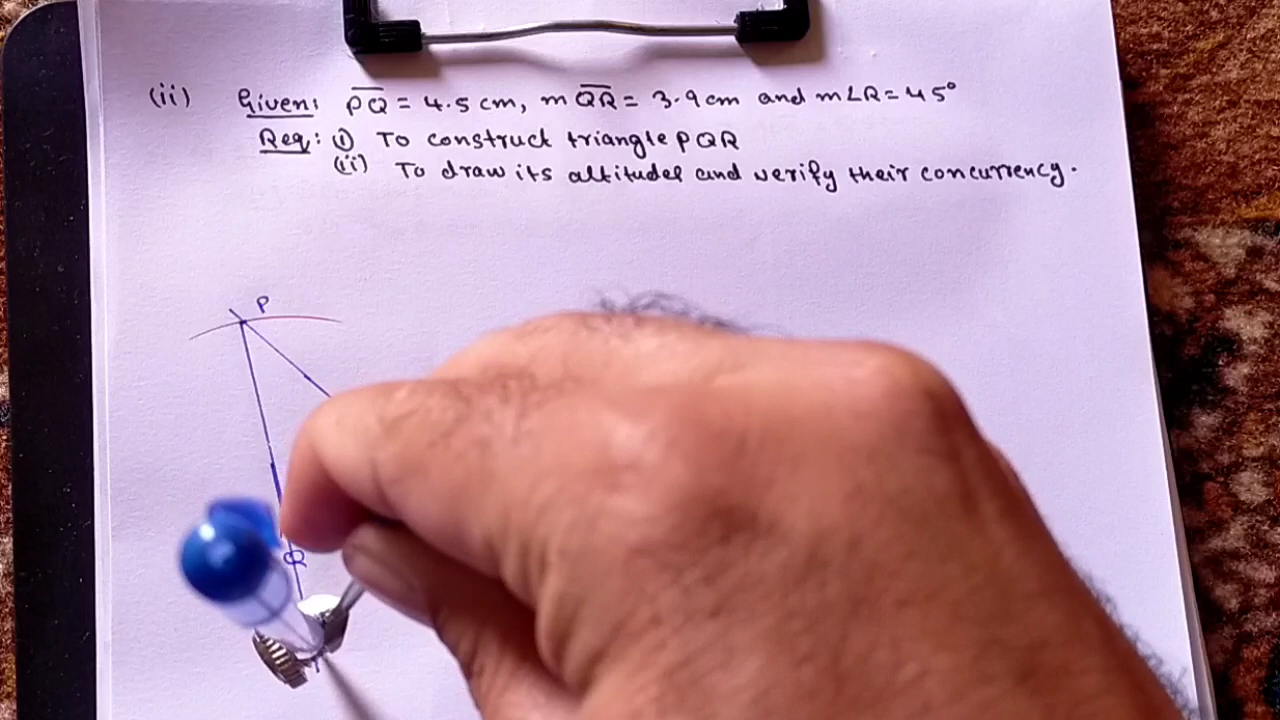 (ii) Given: PQ = 4.5 cm, m QR = 3.9 cm and m∠R = 45°
Req: (i) To construct triangle PQR
(ii) To draw its altitudes and verify their concurrency.
P
Q